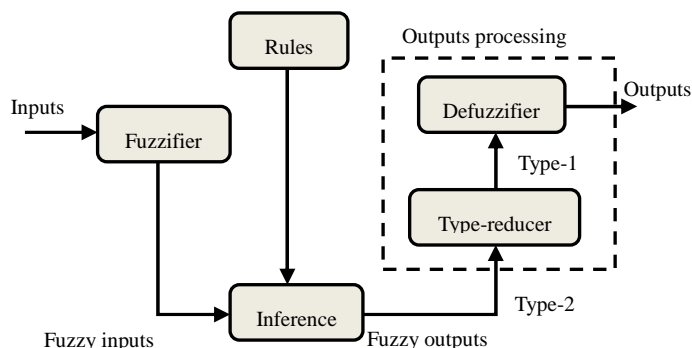 Outputs processing
Rules
Defuzzifier
Outputs
Inputs
Fuzzifier
Type-1
Type-reducer
Type-2
Inference
Fuzzy inputs
Fuzzy outputs